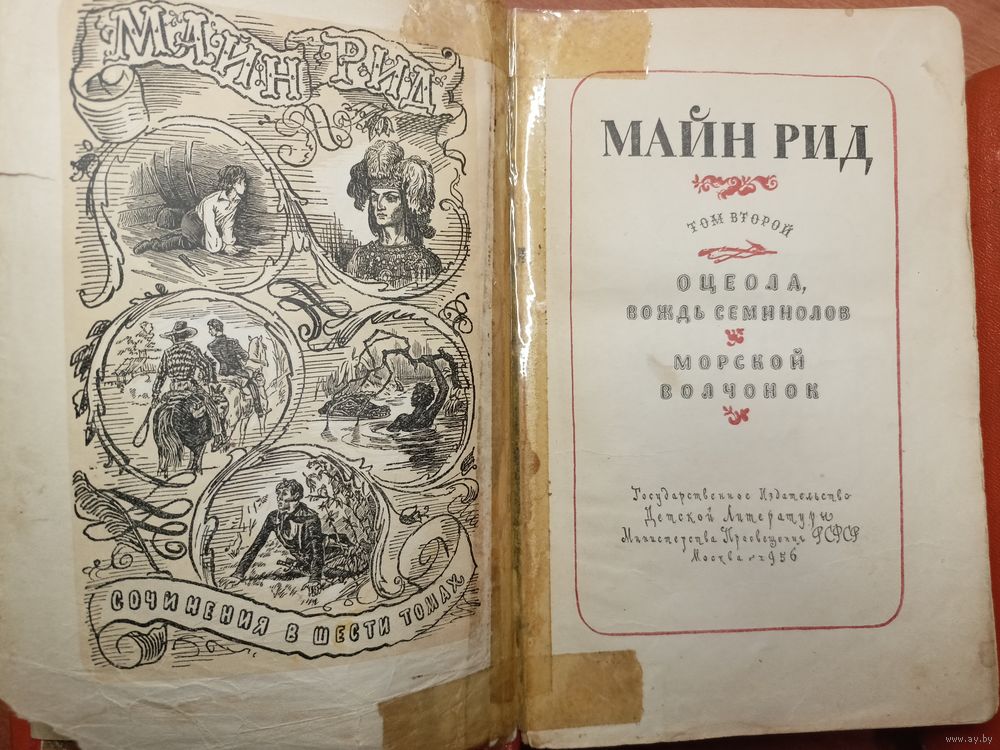 МАЙН РИД
СОЧИНЕНИЯ В ШЕСТИ ТОМАХ
МАЙН РИД
ТОМ ВТОРОЙ
ОЦЕОЛА,
ВОЖДЬ СЕМИНОЛОВ
МОРСКОЙ
ВОЛЧОНОК
Государственное Издательство
Детской Литературы
Министерства Просвещения РСФСР
Москва 1956
www.ay.by